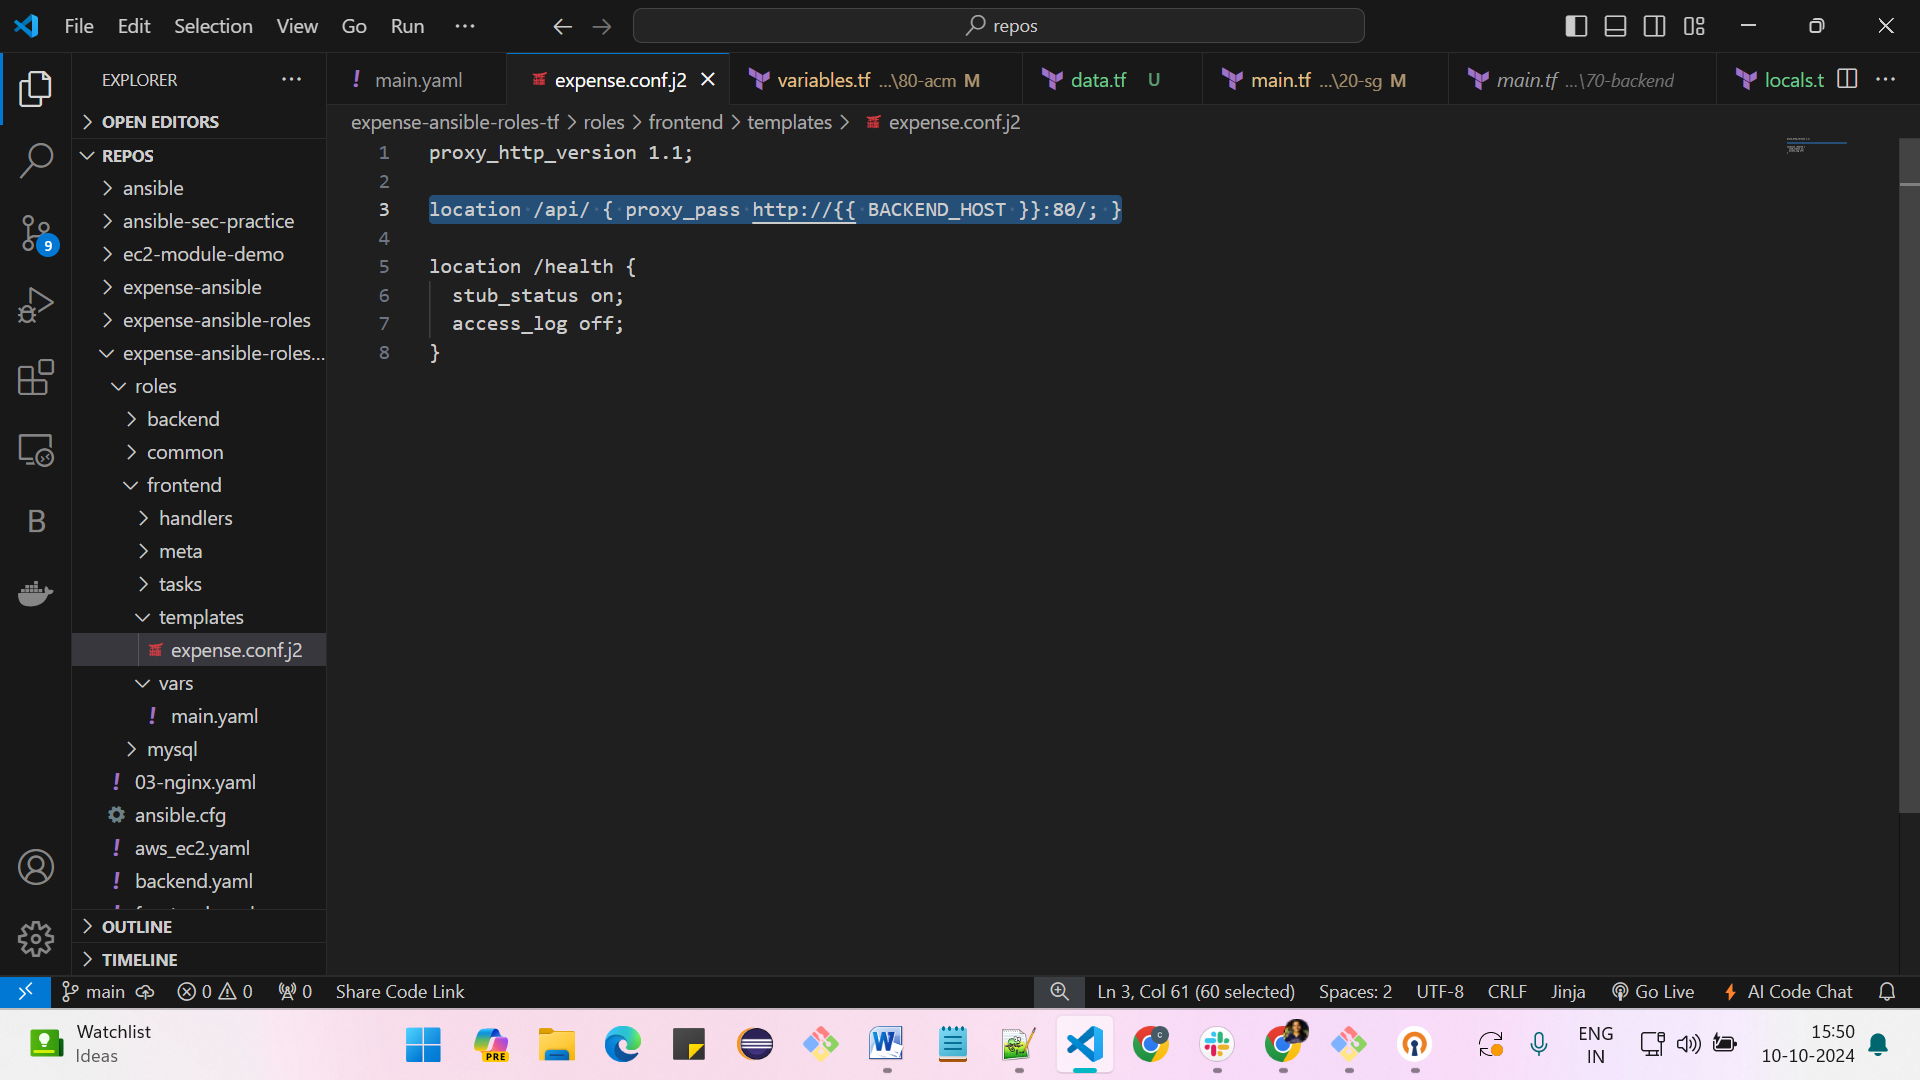 File Edit Selection View Go Run ... repos
EXPLORER ...
main.yaml
expense.conf.j2
variables.tf ...\80-acm M
data.tf U
main.tf ...\20-sg M
main.tf ...\70-backend
locals.t ...
OPEN EDITORS
REPOS
ansible
ansible-sec-practice
ec2-module-demo
expense-ansible
expense-ansible-roles
expense-ansible-roles...
roles
backend
common
frontend
handlers
meta
tasks
templates
expense.conf.j2
vars
main.yaml
mysql
03-nginx.yaml
ansible.cfg
aws_ec2.yaml
backend.yaml
OUTLINE
TIMELINE
expense-ansible-roles-tf > roles > frontend > templates > expense.conf.j2
1 proxy_http_version 1.1;
2
3 location /api/ { proxy_pass http://{{ BACKEND_HOST }}:80/; }
4
5 location /health {
6 stub_status on;
7 access_log off;
8 }
9
B
main 0 0 0 Share Code Link
Ln 3, Col 61 (60 selected) Spaces: 2 UTF-8 CRLF Jinja Go Live AI Code Chat
Watchlist
Ideas
PRE
W
C
ENG
IN
15:50
10-10-2024